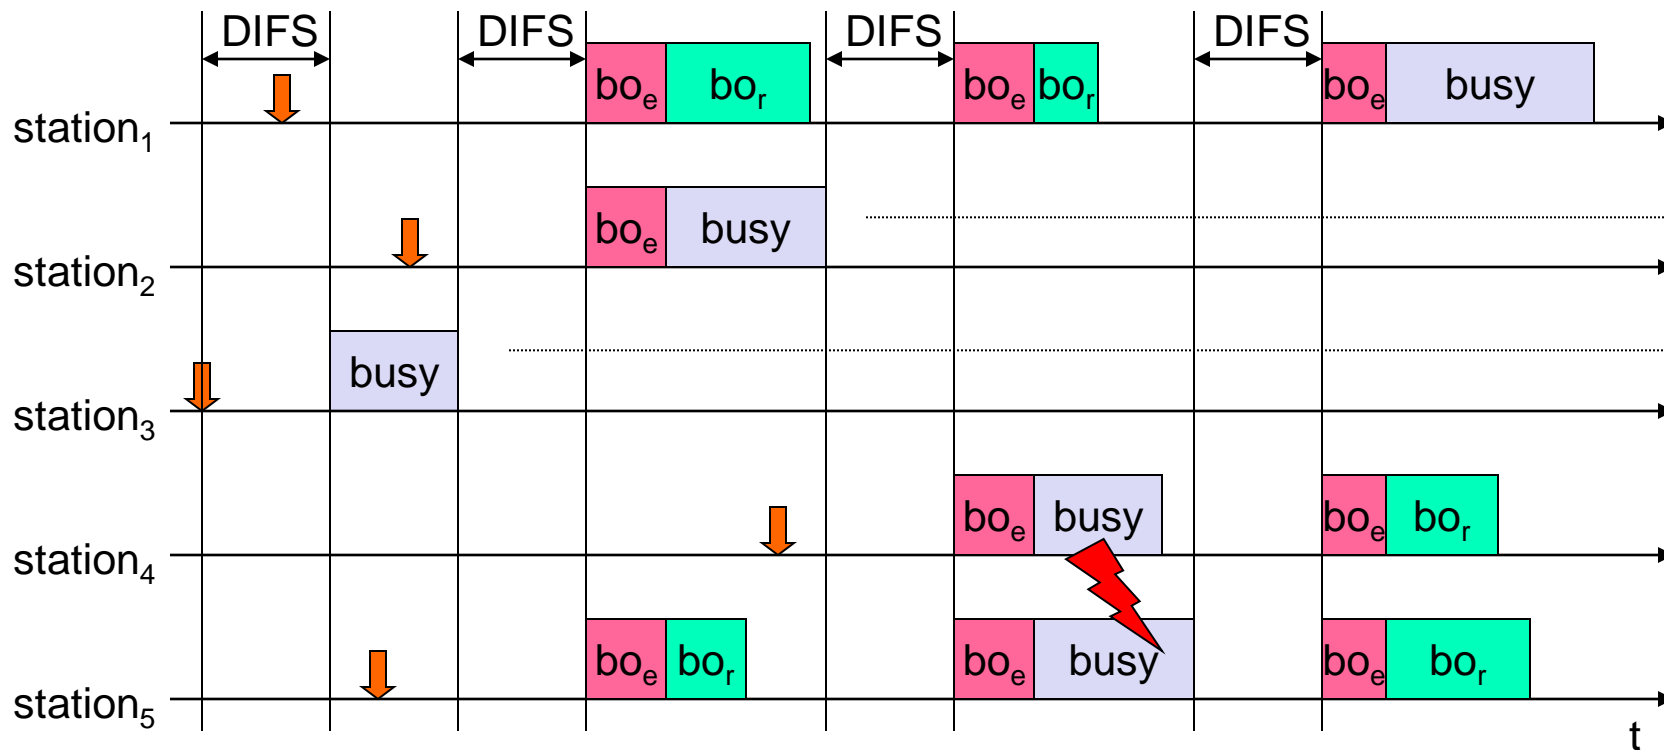 DIFS DIFS DIFS DIFS
station₁ boₑ boᵣ boₑ boᵣ boₑ busy
station₂ boₑ busy
station₃ busy
station₄ boₑ busy boₑ boᵣ
station₅ boₑ boᵣ boₑ busy boₑ boᵣ
t